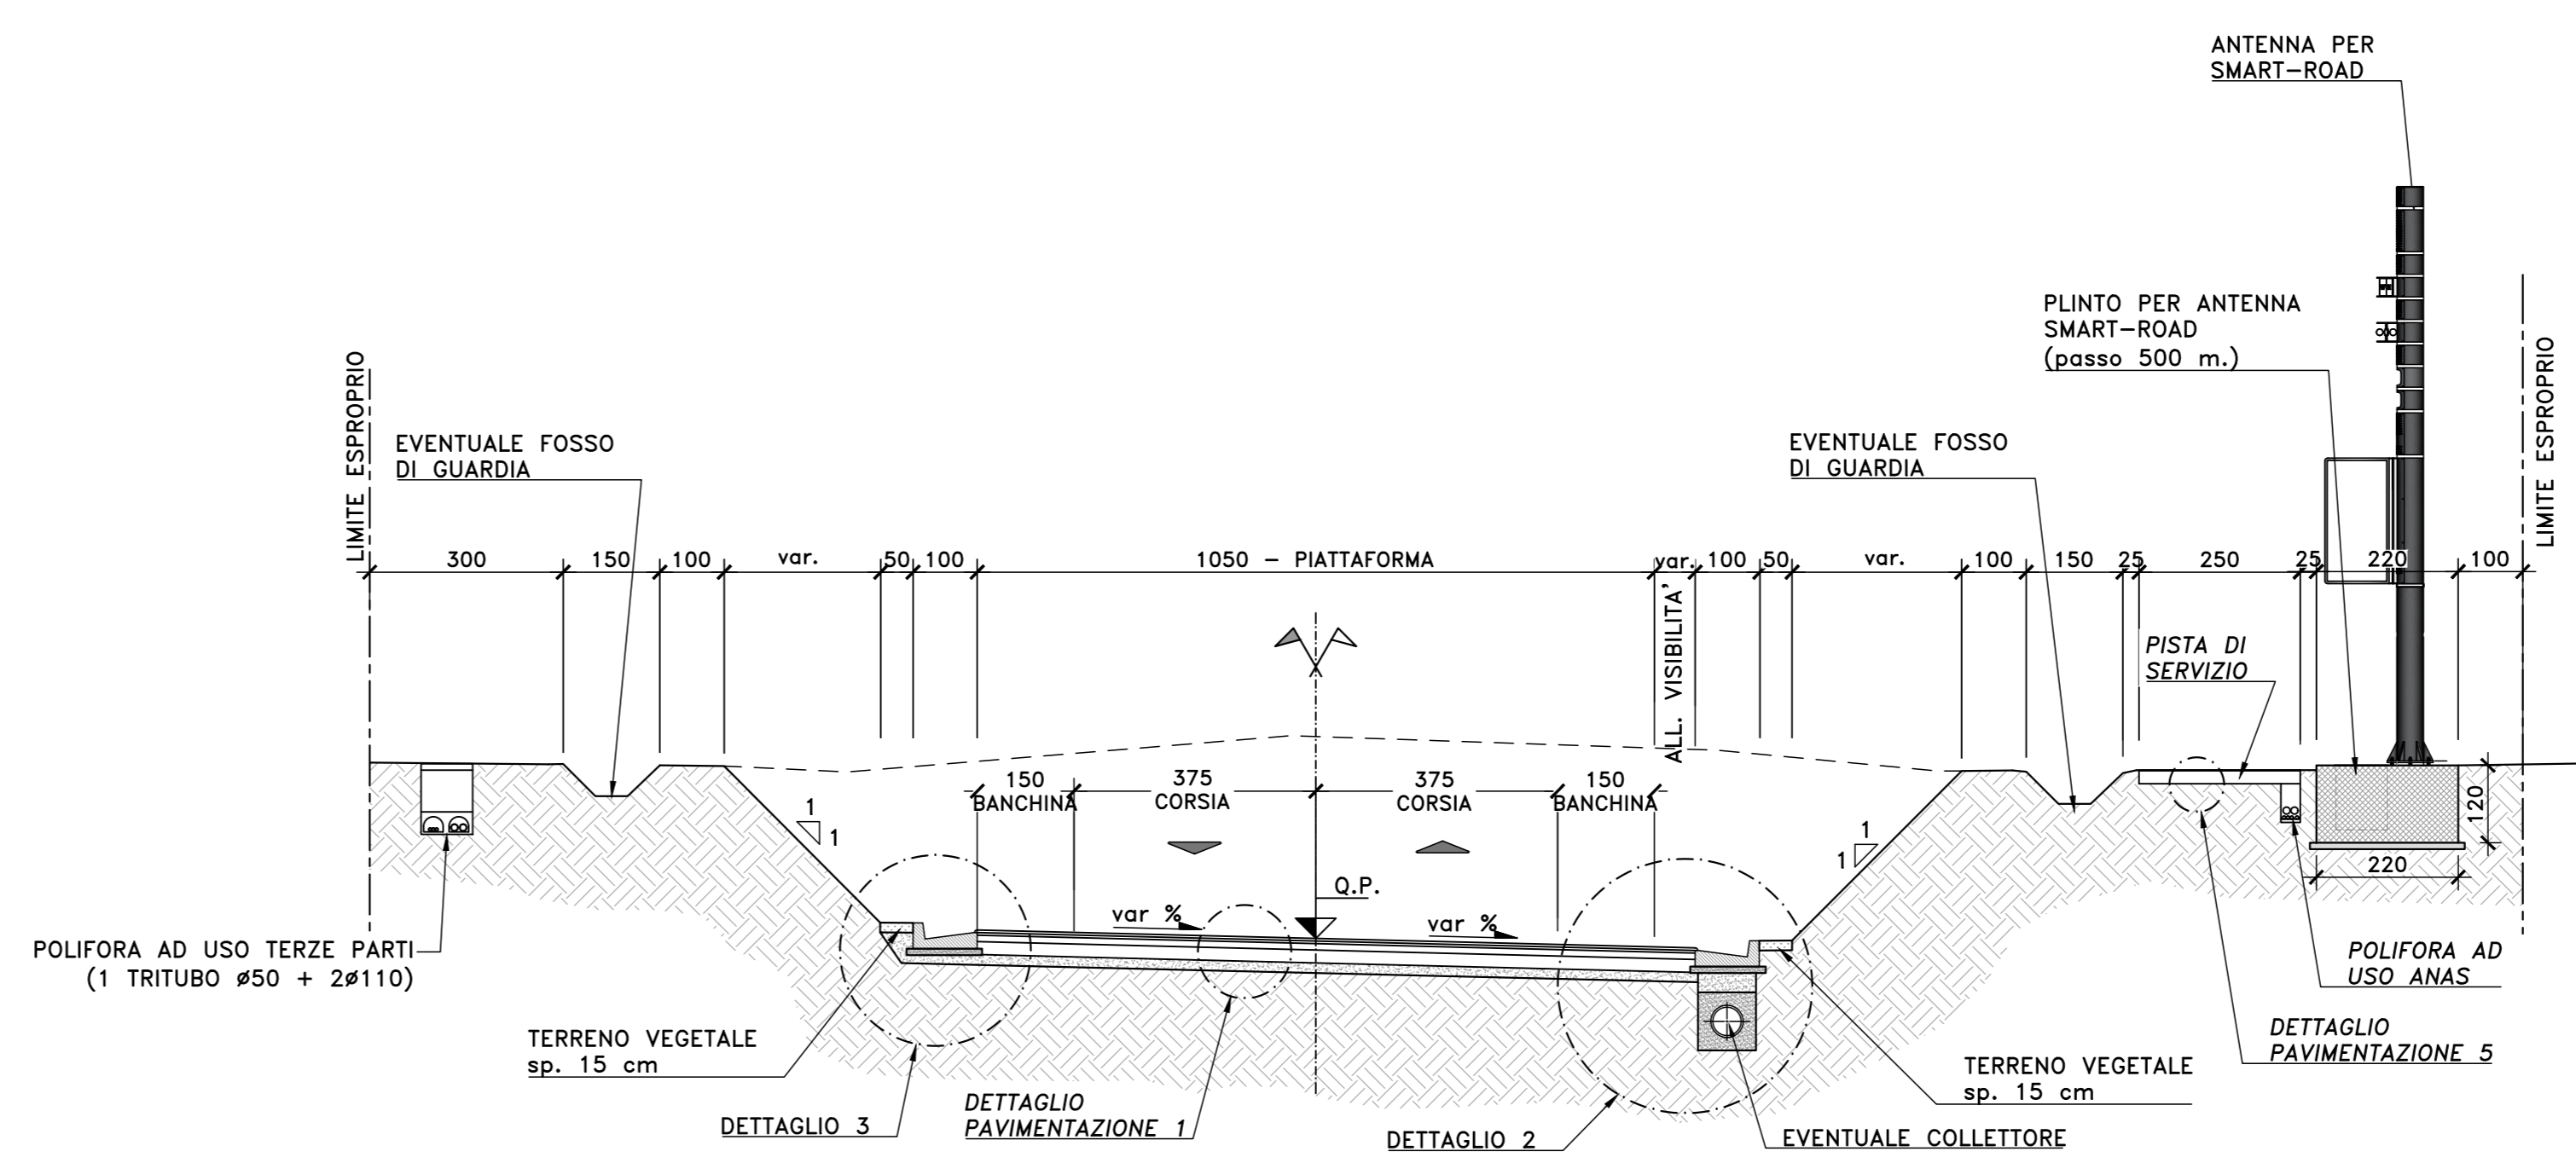 ANTENNA PER
SMART-ROAD
PLINTO PER ANTENNA
SMART-ROAD
(passo 500 m.)
LIMITE ESPROPRIO
EVENTUALE FOSSO
DI GUARDIA
EVENTUALE FOSSO
DI GUARDIA
LIMITE ESPROPRIO
300 150 100 var. 50 100 1050 - PIATTAFORMA var. 100 50 var. 100 150 25 250 25 220 100
ALL. VISIBILITA'
PISTA DI
SERVIZIO
150
BANCHINA
375
CORSIA
375
CORSIA
150
BANCHINA
1
1
1
1
120
220
Q.P.
var %
var %
POLIFORA AD USO TERZE PARTI
(1 TRITUBO ø50 + 2ø110)
POLIFORA AD
USO ANAS
TERRENO VEGETALE
sp. 15 cm
DETTAGLIO
PAVIMENTAZIONE 5
TERRENO VEGETALE
sp. 15 cm
DETTAGLIO 3
DETTAGLIO
PAVIMENTAZIONE 1
DETTAGLIO 2
EVENTUALE COLLETTORE